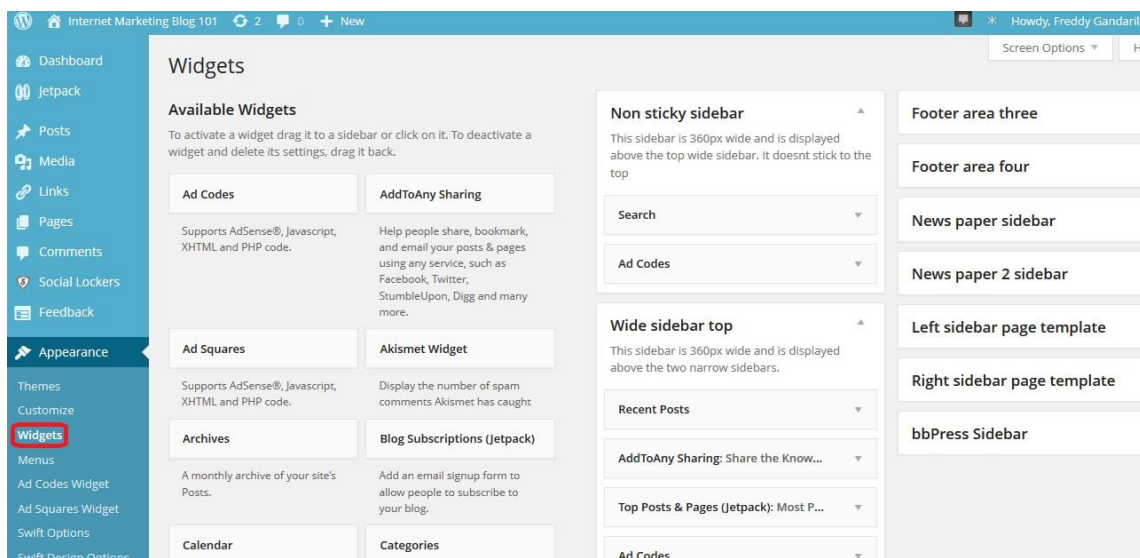 Internet Marketing Blog 101 2 0 + New Howdy, Freddy Gandaril
Screen Options H
Dashboard
Jetpack
Posts
Media
Links
Pages
Comments
Social Lockers
Feedback
Appearance
Themes
Customize
Widgets
Menus
Ad Codes Widget
Ad Squares Widget
Swift Options
Swift Design Options
Widgets
Available Widgets
To activate a widget drag it to a sidebar or click on it. To deactivate a
widget and delete its settings, drag it back.
Ad Codes
Supports AdSense®, Javascript,
XHTML and PHP code.
AddToAny Sharing
Help people share, bookmark,
and email your posts & pages
using any service, such as
Facebook, Twitter,
StumbleUpon, Digg and many
more.
Ad Squares
Supports AdSense®, Javascript,
XHTML and PHP code.
Akismet Widget
Display the number of spam
comments Akismet has caught
Archives
A monthly archive of your site's
Posts.
Blog Subscriptions (Jetpack)
Add an email signup form to
allow people to subscribe to
your blog.
Calendar
Categories
Non sticky sidebar
This sidebar is 360px wide and is displayed
above the top wide sidebar. It doesnt stick to the
top
Search
Ad Codes
Wide sidebar top
This sidebar is 360px wide and is displayed
above the two narrow sidebars.
Recent Posts
AddToAny Sharing: Share the Know...
Top Posts & Pages (Jetpack): Most P...
Ad Codes
Footer area three
Footer area four
News paper sidebar
News paper 2 sidebar
Left sidebar page template
Right sidebar page template
bbPress Sidebar